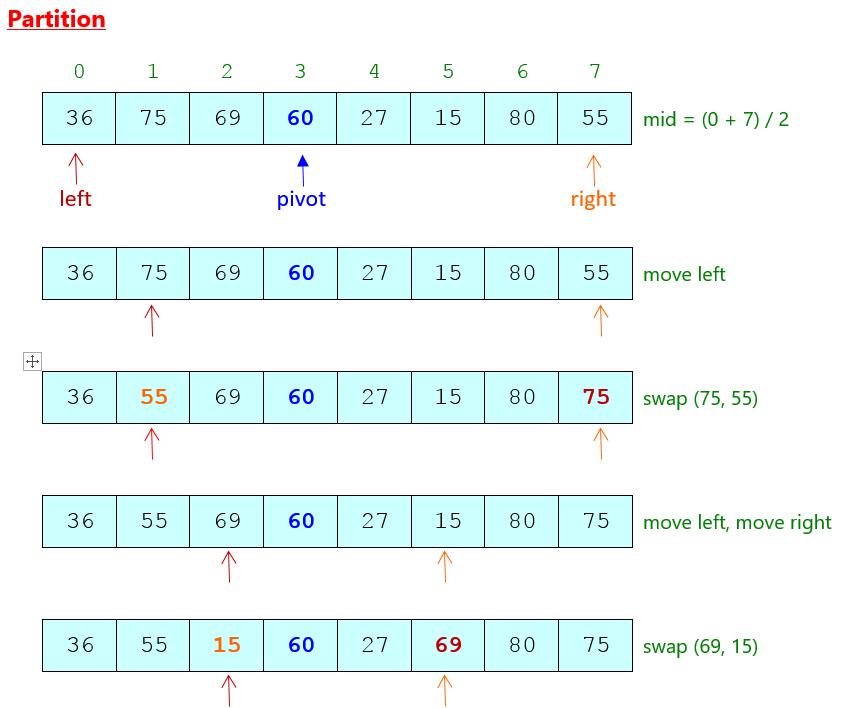 Partition
0 1 2 3 4 5 6 7
36 75 69 60 27 15 80 55 mid = (0 + 7) / 2
left pivot right
36 75 69 60 27 15 80 55 move left
36 55 69 60 27 15 80 75 swap (75, 55)
36 55 69 60 27 15 80 75 move left, move right
36 55 15 60 27 69 80 75 swap (69, 15)